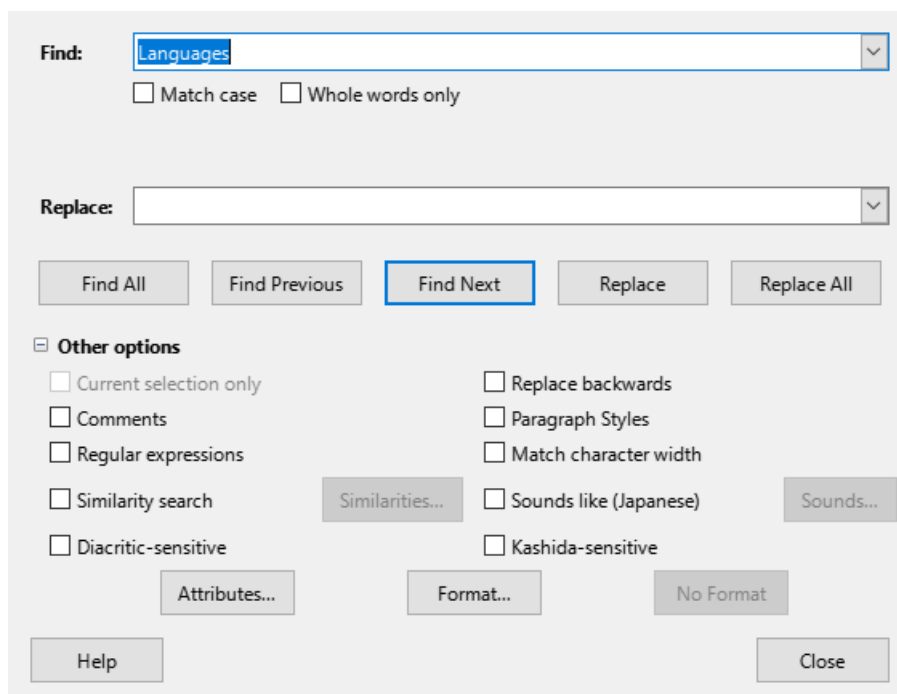 Find: Languages
Match case Whole words only
Replace:
Find All Find Previous Find Next Replace Replace All
Other options
Current selection only Replace backwards
Comments Paragraph Styles
Regular expressions Match character width
Similarity search Similarities... Sounds like (Japanese) Sounds...
Diacritic-sensitive Kashida-sensitive
Attributes... Format... No Format
Help Close